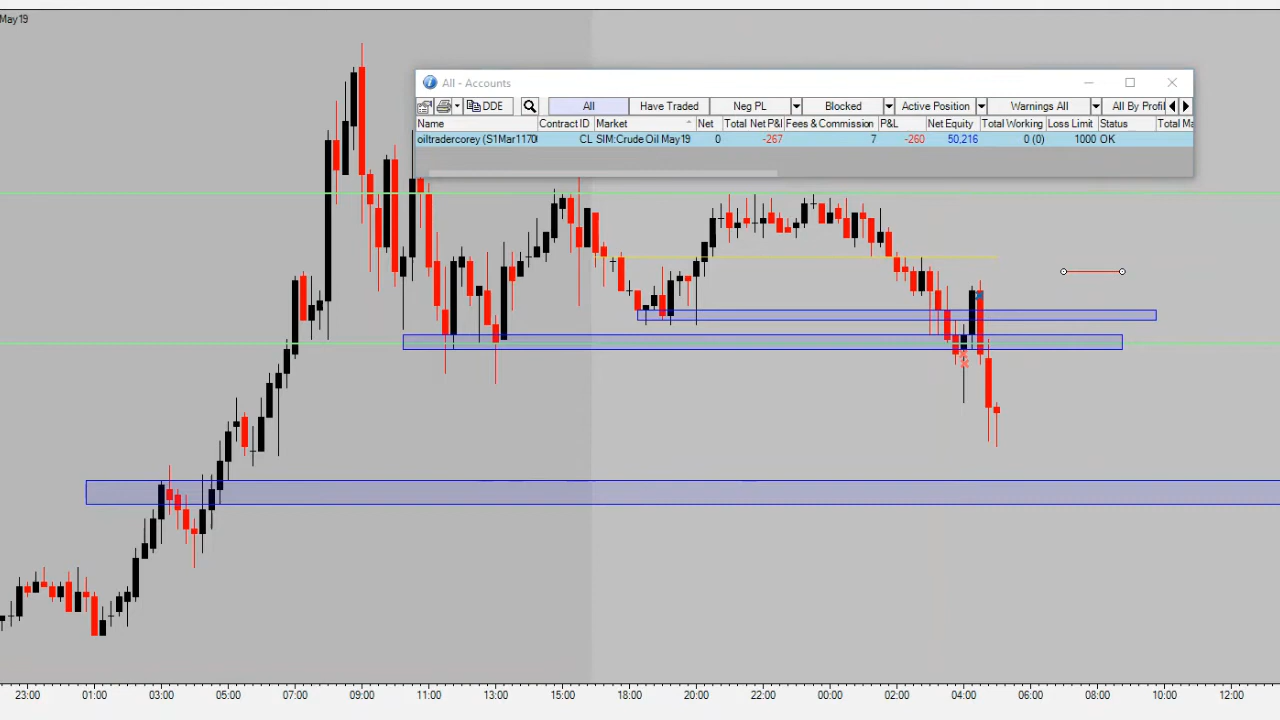 May19
All - Accounts
DDE All Have Traded Neg PL Blocked Active Position Warnings All All By Profil
Name Contract ID Market Net Total Net P&l Fees & Commission P&L Net Equity Total Working Loss Limit Status Total Ma
oiltradercorey (S1Mar1170 CL SIM:Crude Oil May19 0 -267 7 -260 50,216 0 (0) 1000 OK
23:00 01:00 03:00 05:00 07:00 09:00 11:00 13:00 15:00 18:00 20:00 22:00 00:00 02:00 04:00 06:00 08:00 10:00 12:00